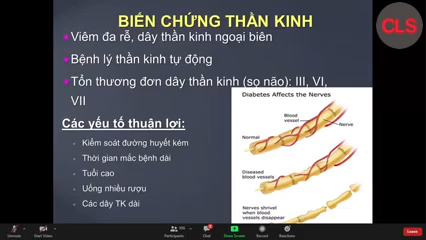 CLS
BIẾN CHỨNG THẦN KINH
Viêm đa rễ, dây thần kinh ngoại biên
Bệnh lý thần kinh tự động
Tổn thương đơn dây thần kinh (sọ não): III, VI,
VII
Các yếu tố thuận lợi:
Kiểm soát đường huyết kém
Thời gian mắc bệnh dài
Tuổi cao
Uống nhiều rượu
Các dây TK dài
Diabetes Affects the Nerves
Blood
vessel
Nerve
Normal
Diseased
blood vessels
Nerves shrivel
when blood
vessels disappear
Unmute
Start Video
Participants
Chat
Share Screen
Record
Reactions
Leave